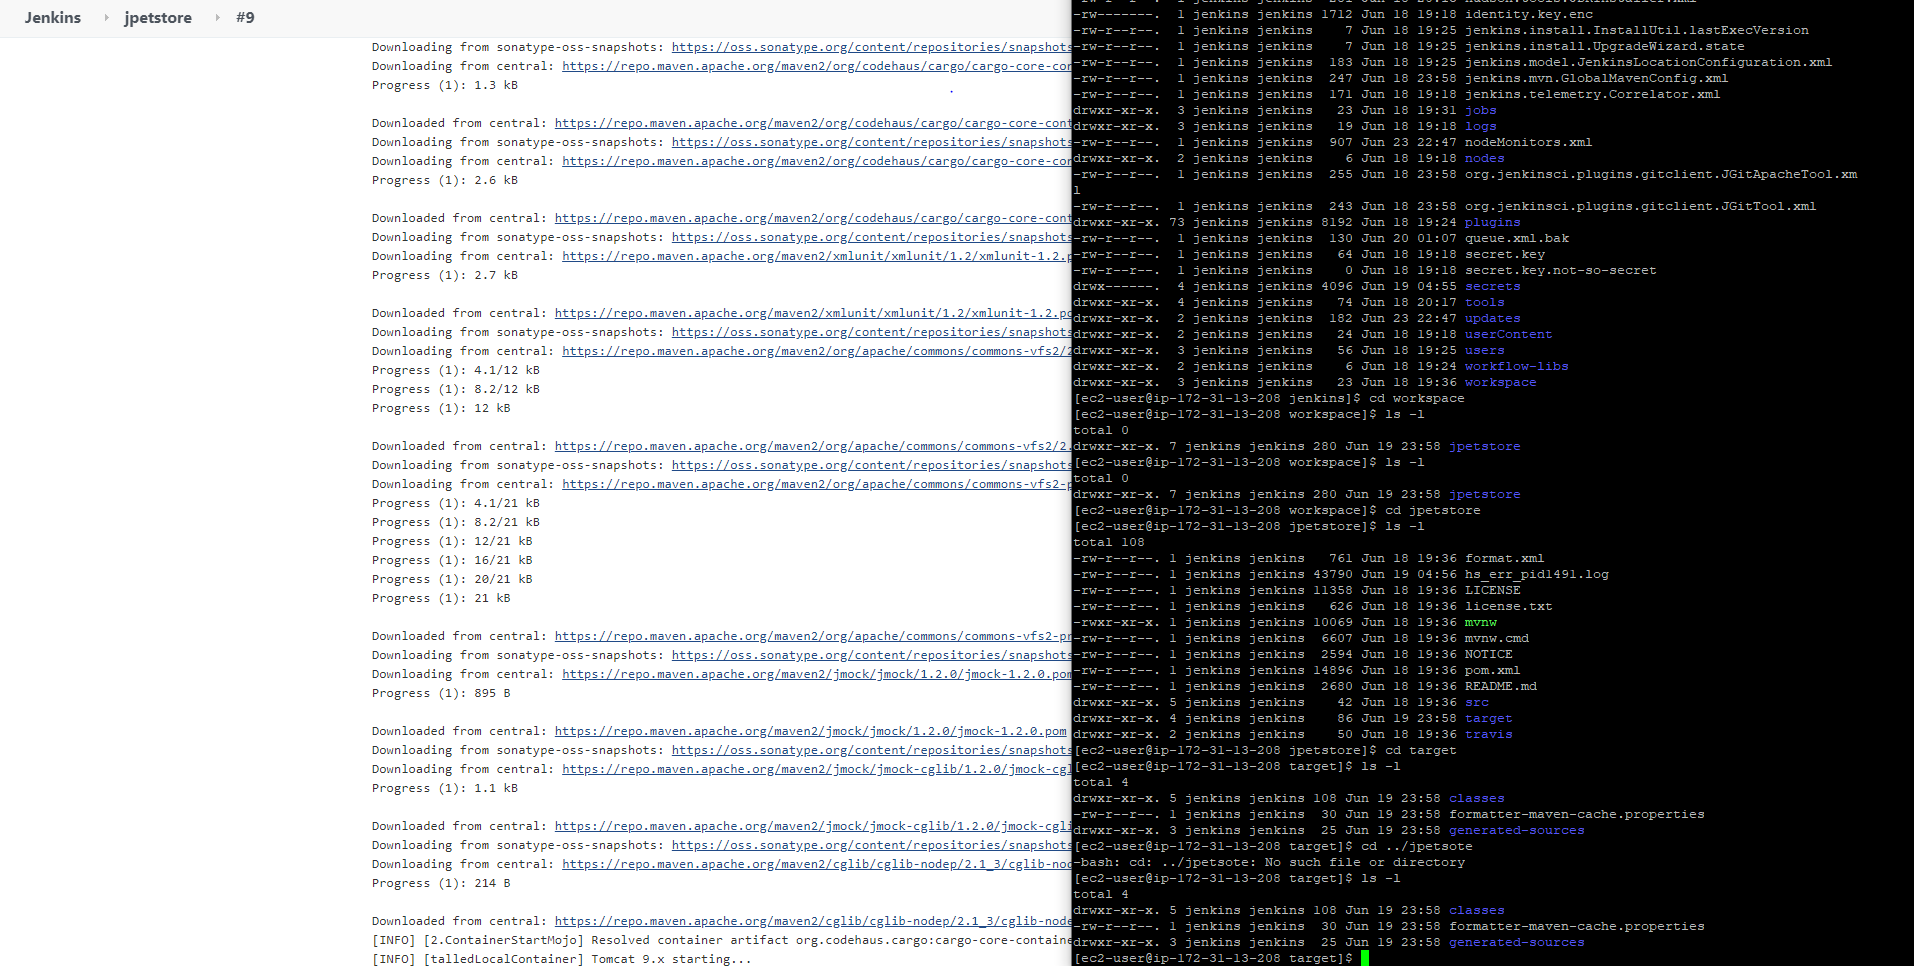 Jenkins › jpetstore › #9
Downloading from sonatype-oss-snapshots: https://oss.sonatype.org/content/repositories/snapshots
Downloading from central: https://repo.maven.apache.org/maven2/org/codehaus/cargo/cargo-core-con
Progress (1): 1.3 kB
Downloaded from central: https://repo.maven.apache.org/maven2/org/codehaus/cargo/cargo-core-cont
Downloading from sonatype-oss-snapshots: https://oss.sonatype.org/content/repositories/snapshots
Downloading from central: https://repo.maven.apache.org/maven2/org/codehaus/cargo/cargo-core-co
Progress (1): 2.6 kB
Downloaded from central: https://repo.maven.apache.org/maven2/org/codehaus/cargo/cargo-core-cont
Downloading from sonatype-oss-snapshots: https://oss.sonatype.org/content/repositories/snapshots
Downloading from central: https://repo.maven.apache.org/maven2/xmlunit/xmlunit/1.2/xmlunit-1.2.p
Progress (1): 2.7 kB
Downloaded from central: https://repo.maven.apache.org/maven2/xmlunit/xmlunit/1.2/xmlunit-1.2.po
Downloading from sonatype-oss-snapshots: https://oss.sonatype.org/content/repositories/snapshots
Downloading from central: https://repo.maven.apache.org/maven2/org/apache/commons/commons-vfs2/2
Progress (1): 4.1/12 kB
Progress (1): 8.2/12 kB
Progress (1): 12 kB
Downloaded from central: https://repo.maven.apache.org/maven2/org/apache/commons/commons-vfs2/2.
Downloading from sonatype-oss-snapshots: https://oss.sonatype.org/content/repositories/snapshots
Downloading from central: https://repo.maven.apache.org/maven2/org/apache/commons/commons-vfs2-p
Progress (1): 4.1/21 kB
Progress (1): 8.2/21 kB
Progress (1): 12/21 kB
Progress (1): 16/21 kB
Progress (1): 20/21 kB
Progress (1): 21 kB
Downloaded from central: https://repo.maven.apache.org/maven2/org/apache/commons/commons-vfs2-pr
Downloading from sonatype-oss-snapshots: https://oss.sonatype.org/content/repositories/snapshots
Downloading from central: https://repo.maven.apache.org/maven2/jmock/jmock/1.2.0/jmock-1.2.0.pom
Progress (1): 895 B
Downloaded from central: https://repo.maven.apache.org/maven2/jmock/jmock/1.2.0/jmock-1.2.0.pom
Downloading from sonatype-oss-snapshots: https://oss.sonatype.org/content/repositories/snapshots
Downloading from central: https://repo.maven.apache.org/maven2/jmock/jmock-cglib/1.2.0/jmock-cgl
Progress (1): 1.1 kB
Downloaded from central: https://repo.maven.apache.org/maven2/jmock/jmock-cglib/1.2.0/jmock-cgli
Downloading from sonatype-oss-snapshots: https://oss.sonatype.org/content/repositories/snapshots
Downloading from central: https://repo.maven.apache.org/maven2/cglib/cglib-nodep/2.1_3/cglib-nod
Progress (1): 214 B
Downloaded from central: https://repo.maven.apache.org/maven2/cglib/cglib-nodep/2.1_3/cglib-node
[INFO] [2.ContainerStartMojo] Resolved container artifact org.codehaus.cargo:cargo-core-containe
[INFO] [talledLocalContainer] Tomcat 9.x starting...
-rw-------. 1 jenkins jenkins 1712 Jun 18 19:18 identity.key.enc
-rw-r--r--. 1 jenkins jenkins 7 Jun 18 19:25 jenkins.install.InstallUtil.lastExecVersion
-rw-r--r--. 1 jenkins jenkins 7 Jun 18 19:25 jenkins.install.UpgradeWizard.state
-rw-r--r--. 1 jenkins jenkins 183 Jun 18 19:25 jenkins.model.JenkinsLocationConfiguration.xml
-rw-r--r--. 1 jenkins jenkins 247 Jun 18 23:58 jenkins.mvn.GlobalMavenConfig.xml
-rw-r--r--. 1 jenkins jenkins 171 Jun 18 19:18 jenkins.telemetry.Correlator.xml
drwxr-xr-x. 3 jenkins jenkins 23 Jun 18 19:31 jobs
drwxr-xr-x. 3 jenkins jenkins 19 Jun 18 19:18 logs
-rw-r--r--. 1 jenkins jenkins 907 Jun 23 22:47 nodeMonitors.xml
drwxr-xr-x. 2 jenkins jenkins 6 Jun 18 19:18 nodes
-rw-r--r--. 1 jenkins jenkins 255 Jun 18 23:58 org.jenkinsci.plugins.gitclient.JGitApacheTool.xm
l
-rw-r--r--. 1 jenkins jenkins 243 Jun 18 23:58 org.jenkinsci.plugins.gitclient.JGitTool.xml
drwxr-xr-x. 73 jenkins jenkins 8192 Jun 18 19:24 plugins
-rw-r--r--. 1 jenkins jenkins 130 Jun 20 01:07 queue.xml.bak
-rw-r--r--. 1 jenkins jenkins 64 Jun 18 19:18 secret.key
-rw-r--r--. 1 jenkins jenkins 0 Jun 18 19:18 secret.key.not-so-secret
drwx------. 4 jenkins jenkins 4096 Jun 19 04:55 secrets
drwxr-xr-x. 4 jenkins jenkins 74 Jun 18 20:17 tools
drwxr-xr-x. 2 jenkins jenkins 182 Jun 23 22:47 updates
drwxr-xr-x. 2 jenkins jenkins 24 Jun 18 19:18 userContent
drwxr-xr-x. 3 jenkins jenkins 56 Jun 18 19:25 users
drwxr-xr-x. 2 jenkins jenkins 6 Jun 18 19:24 workflow-libs
drwxr-xr-x. 3 jenkins jenkins 23 Jun 18 19:36 workspace
[ec2-user@ip-172-31-13-208 jenkins]$ cd workspace
[ec2-user@ip-172-31-13-208 workspace]$ ls -l
total 0
drwxr-xr-x. 7 jenkins jenkins 280 Jun 19 23:58 jpetstore
[ec2-user@ip-172-31-13-208 workspace]$ ls -l
total 0
drwxr-xr-x. 7 jenkins jenkins 280 Jun 19 23:58 jpetstore
[ec2-user@ip-172-31-13-208 workspace]$ cd jpetstore
[ec2-user@ip-172-31-13-208 jpetstore]$ ls -l
total 108
-rw-r--r--. 1 jenkins jenkins 761 Jun 18 19:36 format.xml
-rw-r--r--. 1 jenkins jenkins 43790 Jun 19 04:56 hs_err_pid1491.log
-rw-r--r--. 1 jenkins jenkins 11358 Jun 18 19:36 LICENSE
-rw-r--r--. 1 jenkins jenkins 626 Jun 18 19:36 license.txt
-rwxr-xr-x. 1 jenkins jenkins 10069 Jun 18 19:36 mvnw
-rw-r--r--. 1 jenkins jenkins 6607 Jun 18 19:36 mvnw.cmd
-rw-r--r--. 1 jenkins jenkins 2594 Jun 18 19:36 NOTICE
-rw-r--r--. 1 jenkins jenkins 14896 Jun 18 19:36 pom.xml
-rw-r--r--. 1 jenkins jenkins 2680 Jun 18 19:36 README.md
drwxr-xr-x. 5 jenkins jenkins 42 Jun 18 19:36 src
drwxr-xr-x. 4 jenkins jenkins 86 Jun 19 23:58 target
drwxr-xr-x. 2 jenkins jenkins 50 Jun 18 19:36 travis
[ec2-user@ip-172-31-13-208 jpetstore]$ cd target
[ec2-user@ip-172-31-13-208 target]$ ls -l
total 4
drwxr-xr-x. 5 jenkins jenkins 108 Jun 19 23:58 classes
-rw-r--r--. 1 jenkins jenkins 30 Jun 19 23:58 formatter-maven-cache.properties
drwxr-xr-x. 3 jenkins jenkins 25 Jun 19 23:58 generated-sources
[ec2-user@ip-172-31-13-208 target]$ cd ../jpetsote
-bash: cd: ../jpetsote: No such file or directory
[ec2-user@ip-172-31-13-208 target]$ ls -l
total 4
drwxr-xr-x. 5 jenkins jenkins 108 Jun 19 23:58 classes
-rw-r--r--. 1 jenkins jenkins 30 Jun 19 23:58 formatter-maven-cache.properties
drwxr-xr-x. 3 jenkins jenkins 25 Jun 19 23:58 generated-sources
[ec2-user@ip-172-31-13-208 target]$